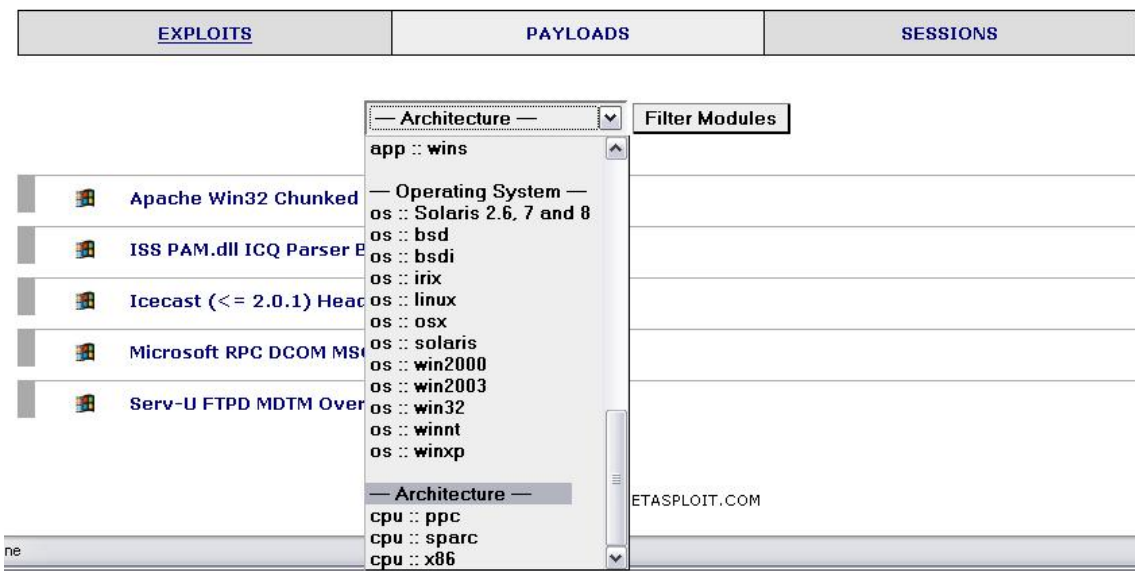 EXPLOITS PAYLOADS SESSIONS
— Architecture — Filter Modules
app :: wins
— Operating System —
os :: Solaris 2.6, 7 and 8
os :: bsd
os :: bsdi
os :: irix
os :: linux
os :: osx
os :: solaris
os :: win2000
os :: win2003
os :: win32
os :: winnt
os :: winxp
— Architecture —
cpu :: ppc
cpu :: sparc
cpu :: x86
Apache Win32 Chunked
ISS PAM.dll ICQ Parser
Icecast (<= 2.0.1)
Microsoft RPC DCOM
Serv-U FTPD MDTM
ETASPLOIT.COM
ne